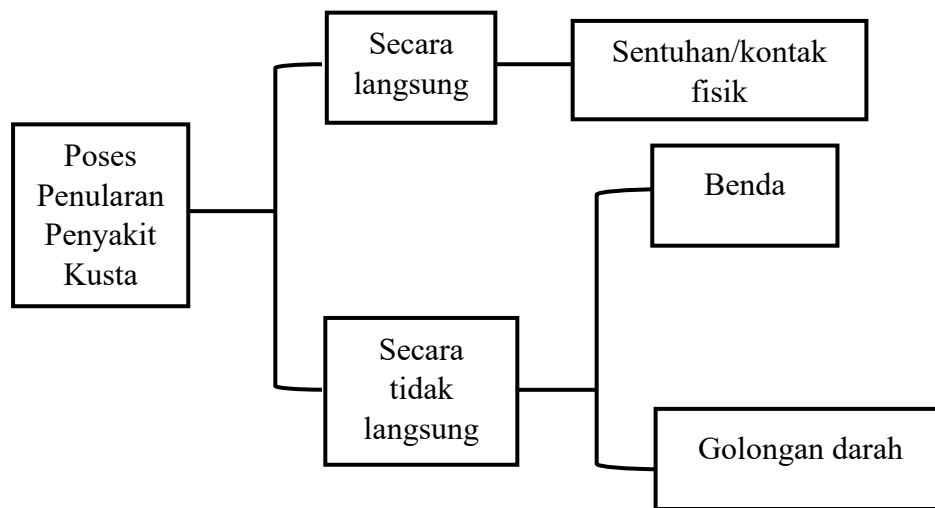 Poses
Penularan
Penyakit
Kusta
Secara
langsung
Sentuhan/kontak
fisik
Secara
tidak
langsung
Benda
Golongan darah